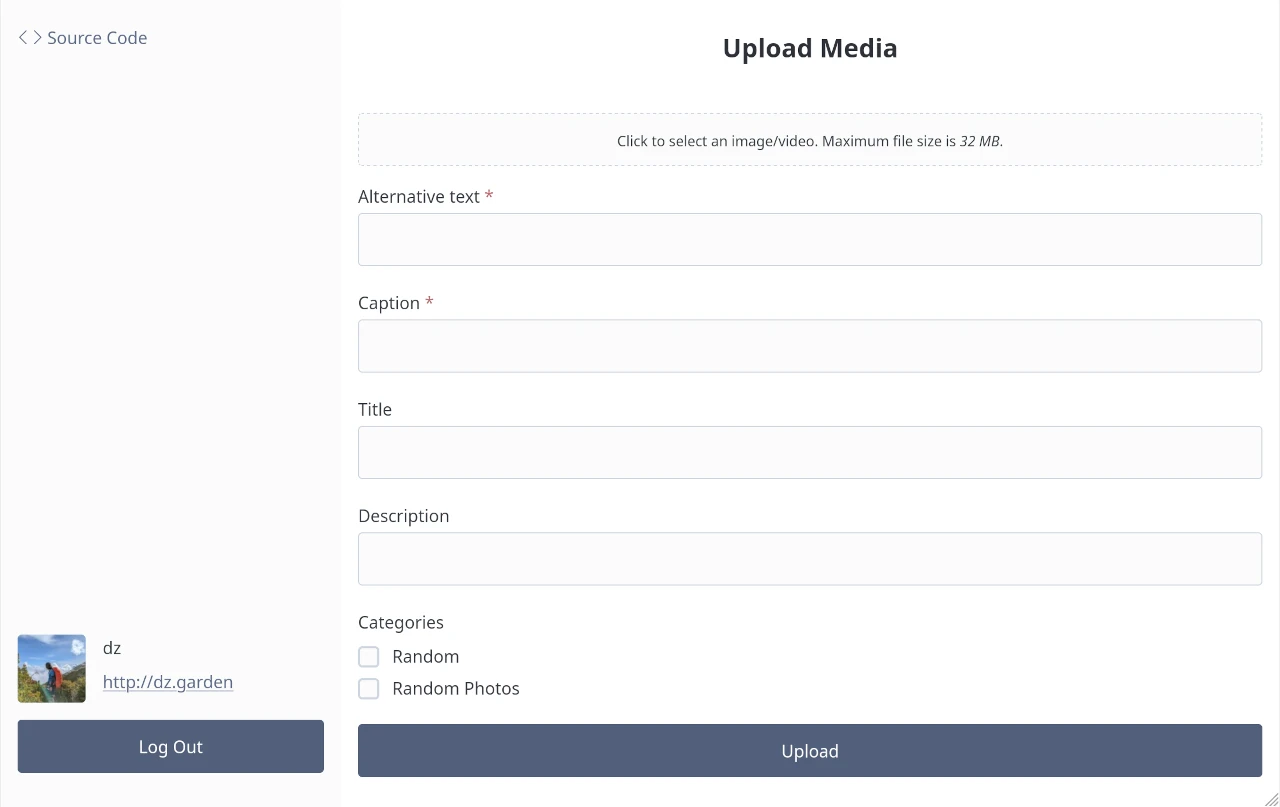 Source Code
Upload Media
Click to select an image/video. Maximum file size is 32 MB.
Alternative text *
Caption *
Title
Description
Categories
Random
Random Photos
Upload
dz
http://dz.garden
Log Out